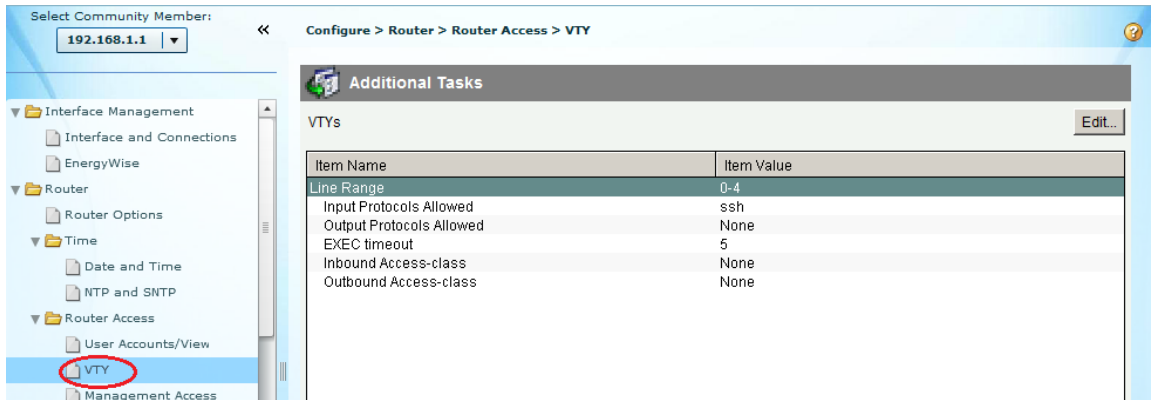 Select Community Member:
192.168.1.1
Configure > Router > Router Access > VTY
Additional Tasks
Interface Management
Interface and Connections
EnergyWise
Router
Router Options
Time
Date and Time
NTP and SNTP
Router Access
User Accounts/View
VTY
Management Access
VTYs
Edit...
Item Name Item Value
Line Range 0-4
Input Protocols Allowed ssh
Output Protocols Allowed None
EXEC timeout 5
Inbound Access-class None
Outbound Access-class None